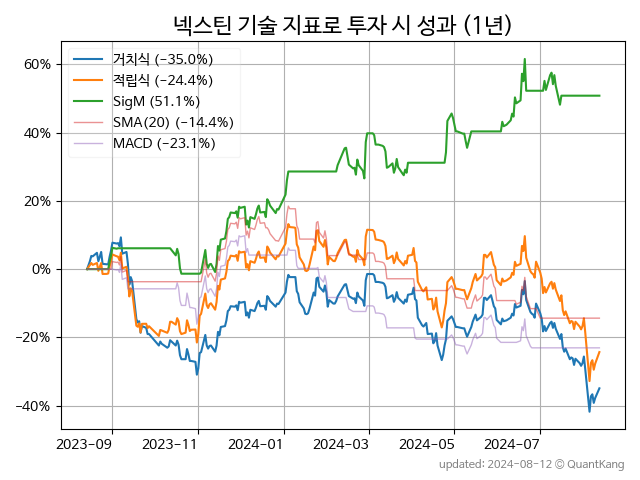 넥스틴 기술 지표로 투자 시 성과 (1년)
60%
40%
20%
0%
−20%
−40%
거치식 (−35.0%)
적립식 (−24.4%)
SigM (51.1%)
SMA(20) (−14.4%)
MACD (−23.1%)
2023-09 2023-11 2024-01 2024-03 2024-05 2024-07
updated: 2024-08-12 © QuantKang